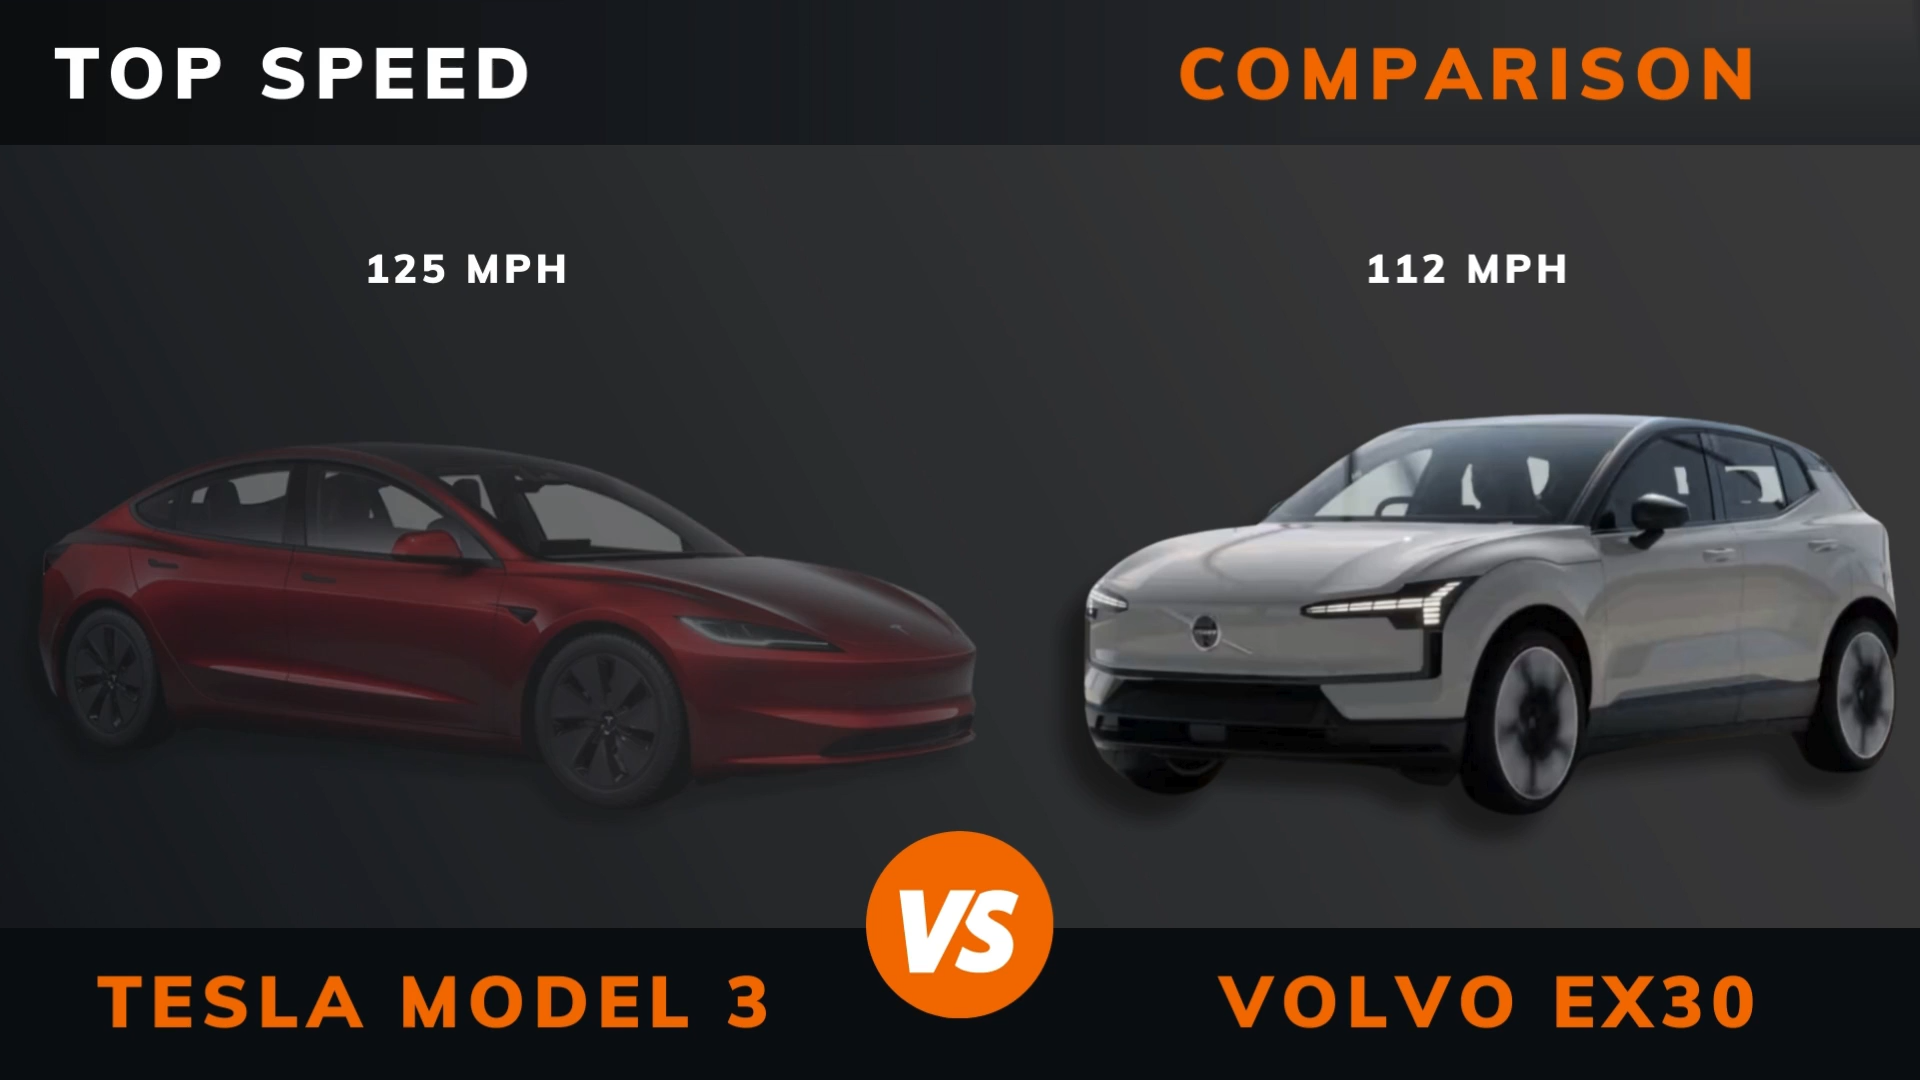 TOP SPEED
COMPARISON
125 MPH
112 MPH
VS
TESLA MODEL 3
VOLVO EX30